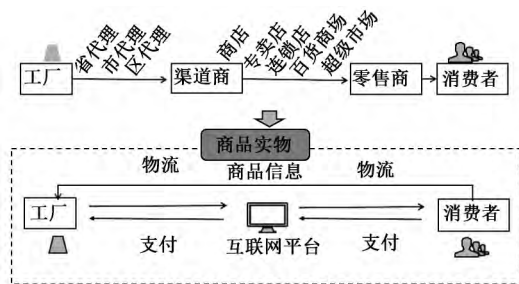 省代理
市代理
区代理
商店
专卖店
连锁店
百货商场
超级市场
工厂
渠道商
零售商
消费者
商品实物
物流
商品信息
物流
工厂
消费者
支付
互联网平台
支付